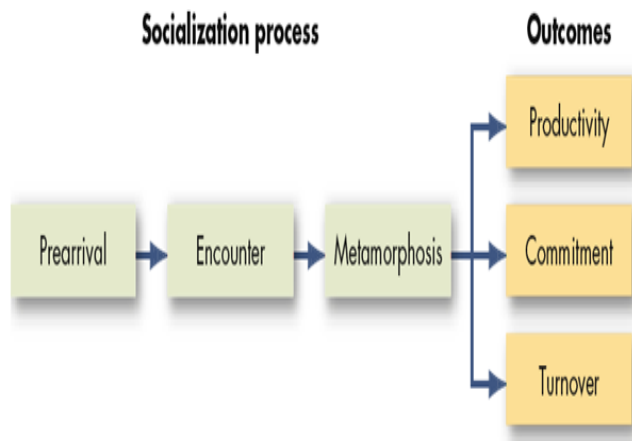 Socialization process
Outcomes
Productivity
Prearrival
Encounter
Metamorphosis
Commitment
Turnover